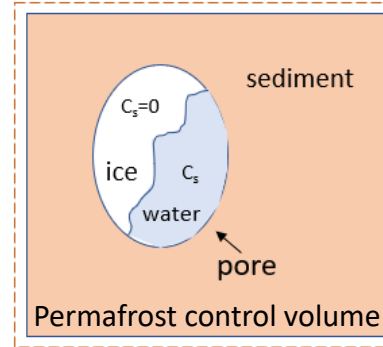 sediment
Cₛ=0
ice
Cₛ
water
pore
Permafrost control volume